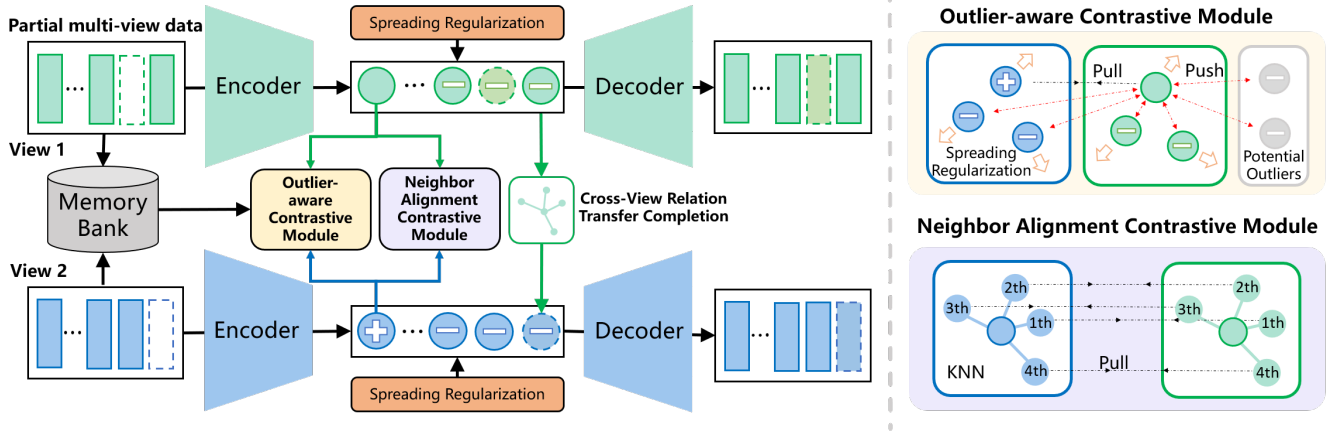 Partial multi-view data
Encoder
Spreading Regularization
...
Decoder
...
...
View 1
Memory
Bank
Outlier-
aware
Contrastive
Module
Neighbor
Alignment
Contrastive
Module
Cross-View Relation
Transfer Completion
View 2
Encoder
...
Decoder
...
...
Spreading Regularization
Outlier-aware Contrastive Module
Pull
Push
Spreading
Regularization
Potential
Outliers
Neighbor Alignment Contrastive Module
2th
3th
1th
4th
KNN
Pull
2th
3th
1th
4th